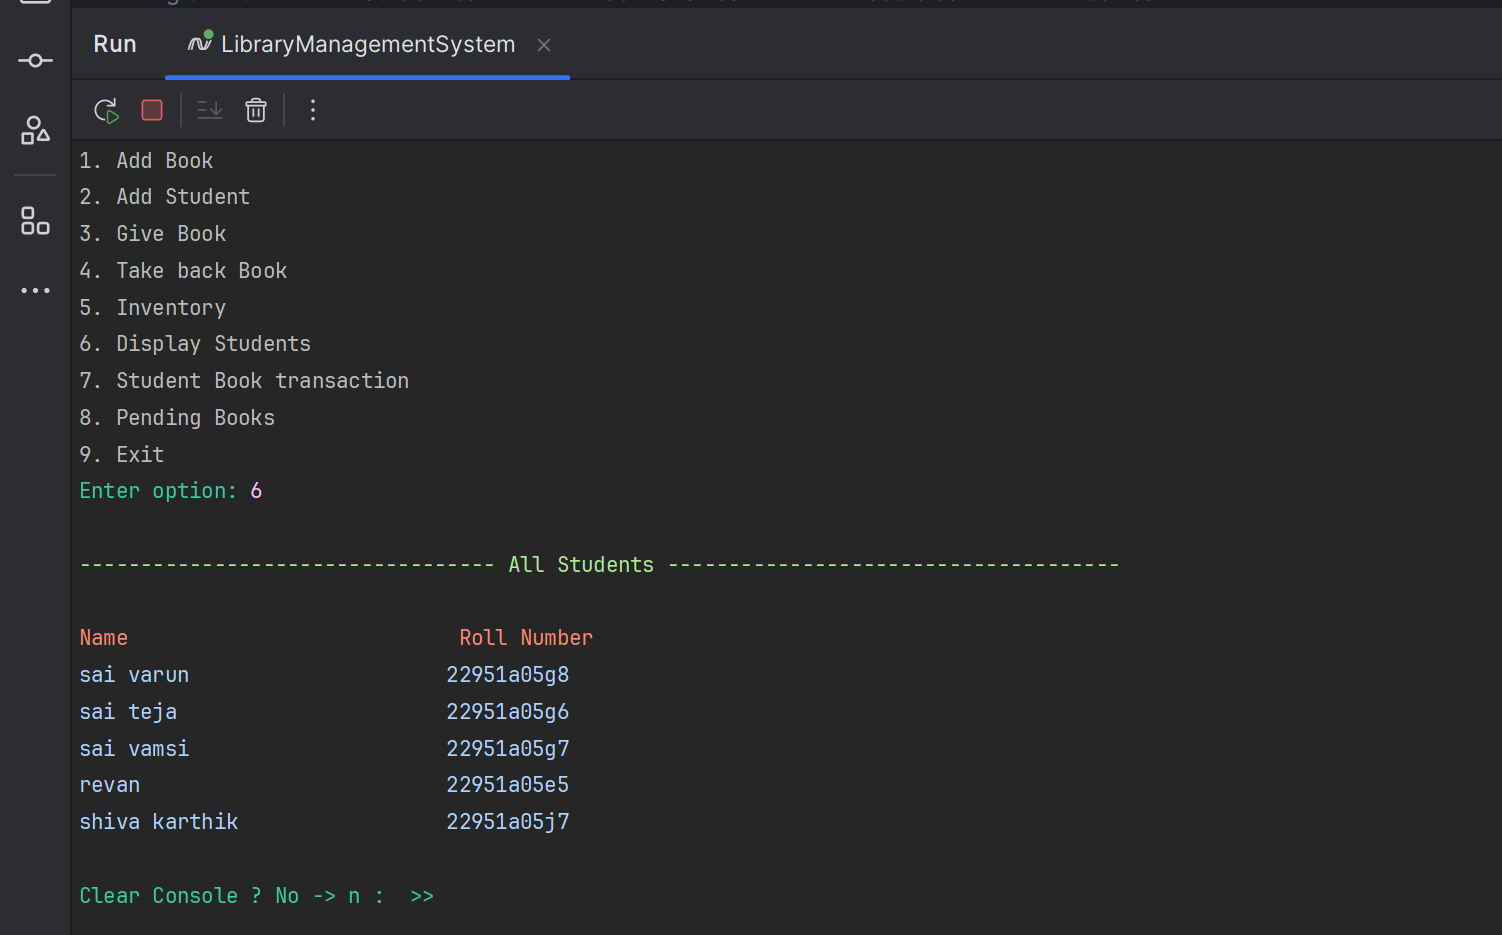 Run LibraryManagementSystem
1. Add Book
2. Add Student
3. Give Book
4. Take back Book
5. Inventory
6. Display Students
7. Student Book transaction
8. Pending Books
9. Exit
Enter option: 6
---------------------------------- All Students -------------------------------------
Name Roll Number
sai varun 22951a05g8
sai teja 22951a05g6
sai vamsi 22951a05g7
revan 22951a05e5
shiva karthik 22951a05j7
Clear Console ? No -> n : >>